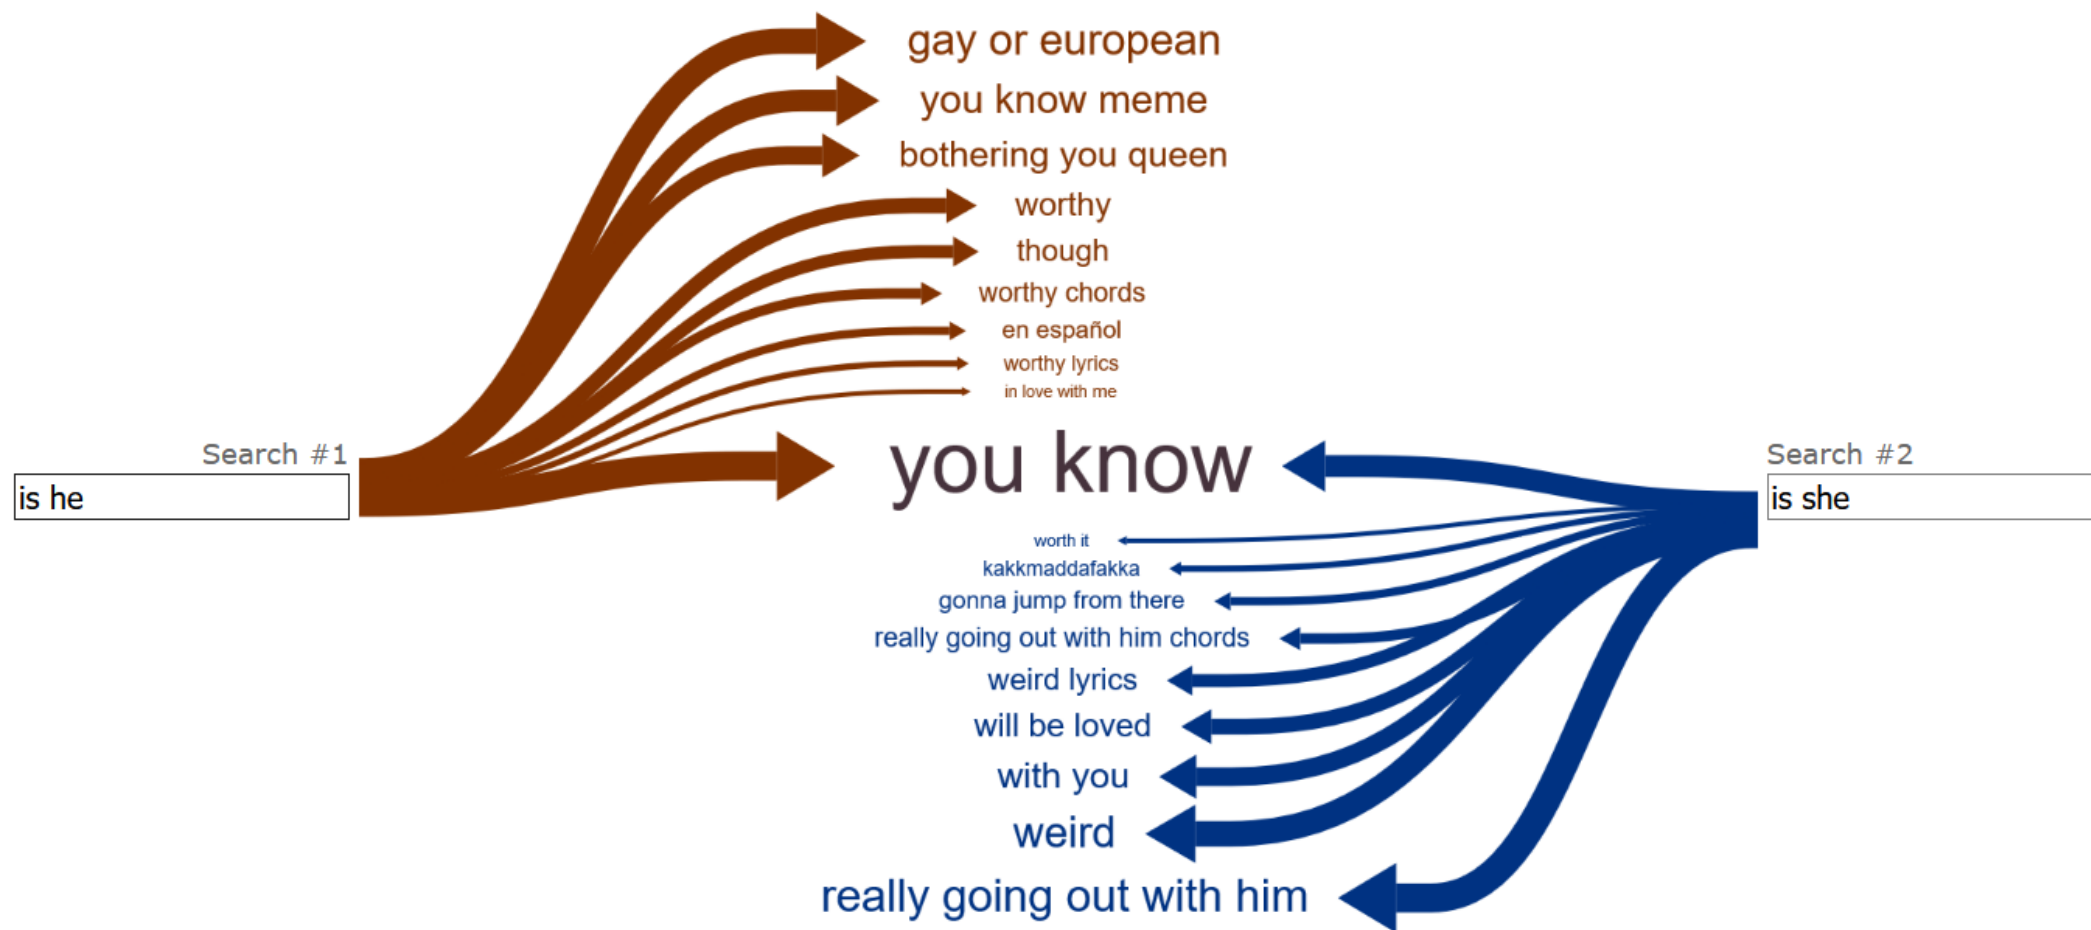 gay or european
you know meme
bothering you queen
worthy
though
worthy chords
en español
worthy lyrics
in love with me
Search #1
is he
you know
Search #2
is she
worth it
kakkmaddafakka
gonna jump from there
really going out with him chords
weird lyrics
will be loved
with you
weird
really going out with him